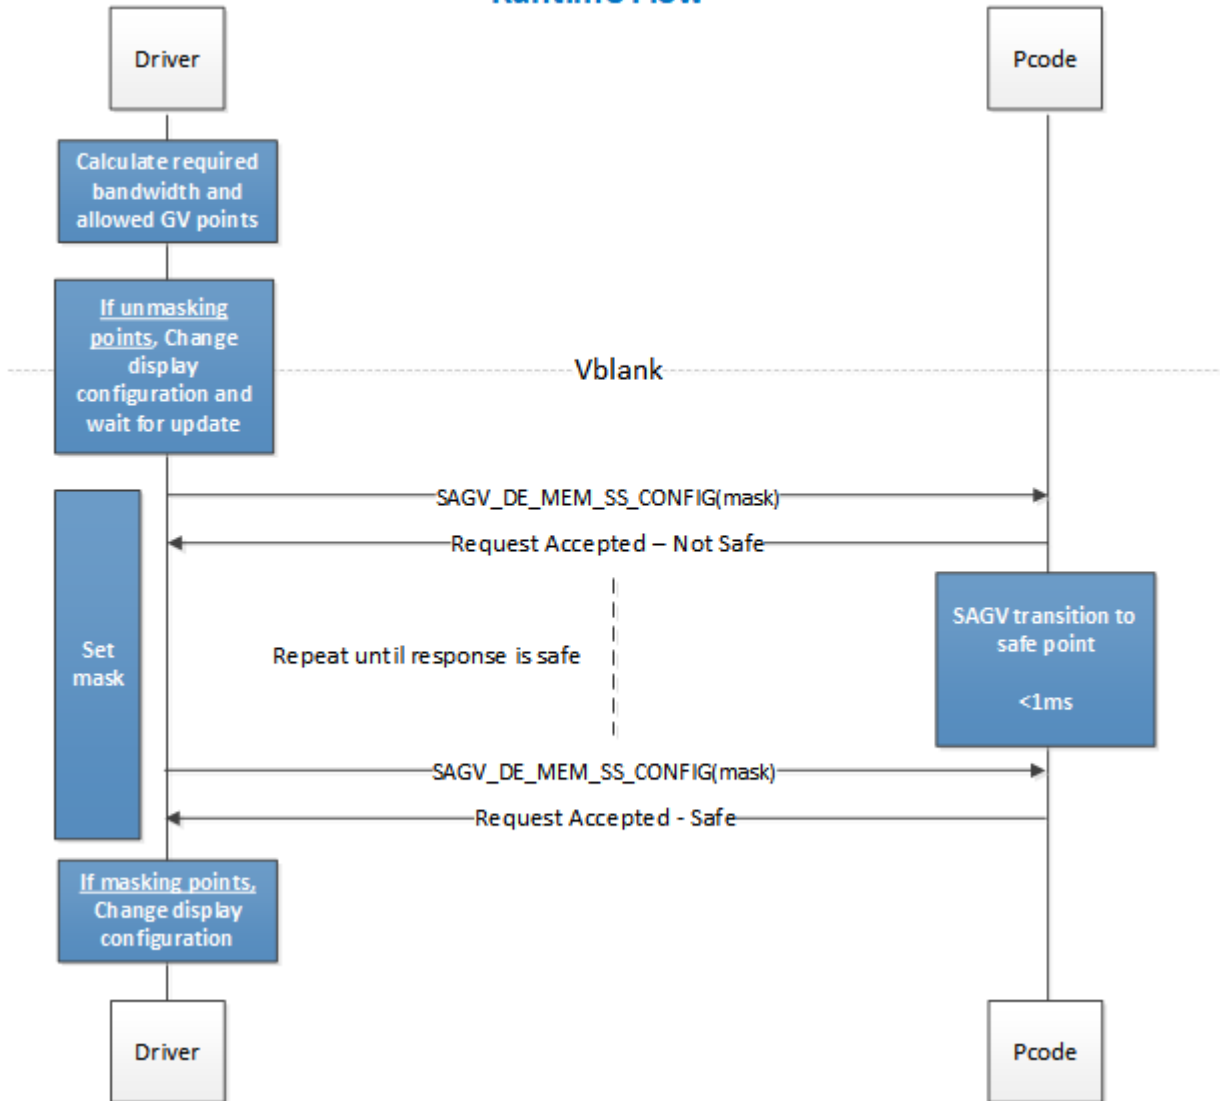 Runtime Flow
Driver
Pcode
Calculate required
bandwidth and
allowed GV points
If unmasking
points, Change
display
configuration and
wait for update
Vblank
SAGV_DE_MEM_SS_CONFIG(mask)
Request Accepted – Not Safe
Set
mask
Repeat until response is safe
SAGV transition to
safe point
<1ms
SAGV_DE_MEM_SS_CONFIG(mask)
Request Accepted - Safe
If masking points,
Change display
configuration
Driver
Pcode